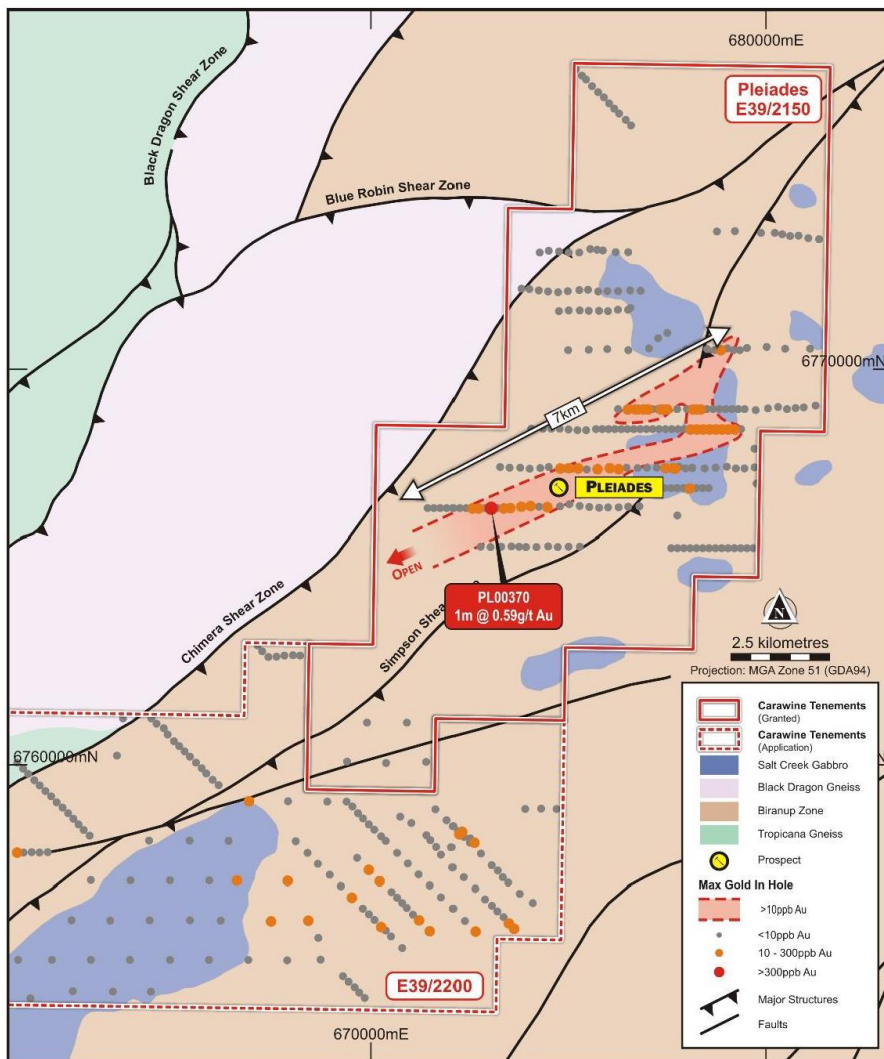 680000mE
Pleiades
E39/2150
Black Dragon Shear Zone
Blue Robin Shear Zone
6770000mN
7km
PLEIADES
OPEN
PL00370
1m @ 0.59g/t Au
Chimera Shear Zone
Simpson Shear
N
2.5 kilometres
Projection: MGA Zone 51 (GDA94)
6760000mN
Carawine Tenements
(Granted)
Carawine Tenements
(Application)
Salt Creek Gabbro
Black Dragon Gneiss
Biranup Zone
Tropicana Gneiss
Prospect
Max Gold In Hole
>10ppb Au
<10ppb Au
10 - 300ppb Au
>300ppb Au
Major Structures
Faults
E39/2200
670000mE